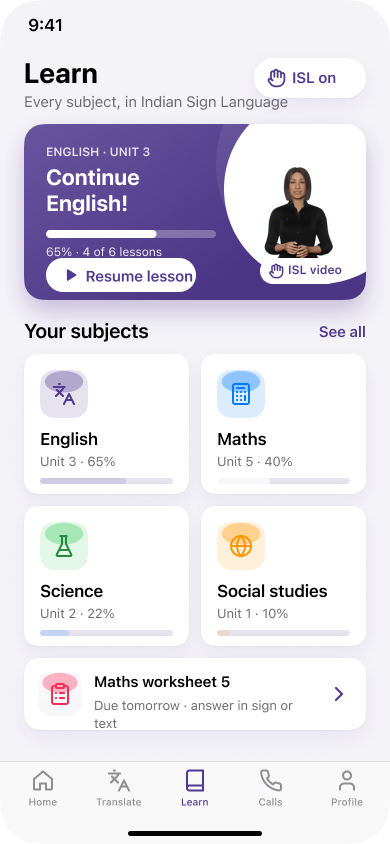 9:41
Learn
ISL on
Every subject, in Indian Sign Language
ENGLISH · UNIT 3
Continue
English!
65% · 4 of 6 lessons
Resume lesson
ISL video
Your subjects
See all
English
Unit 3 · 65%
Maths
Unit 5 · 40%
Science
Unit 2 · 22%
Social studies
Unit 1 · 10%
Maths worksheet 5
Due tomorrow · answer in sign or
text
Home
Translate
Learn
Calls
Profile